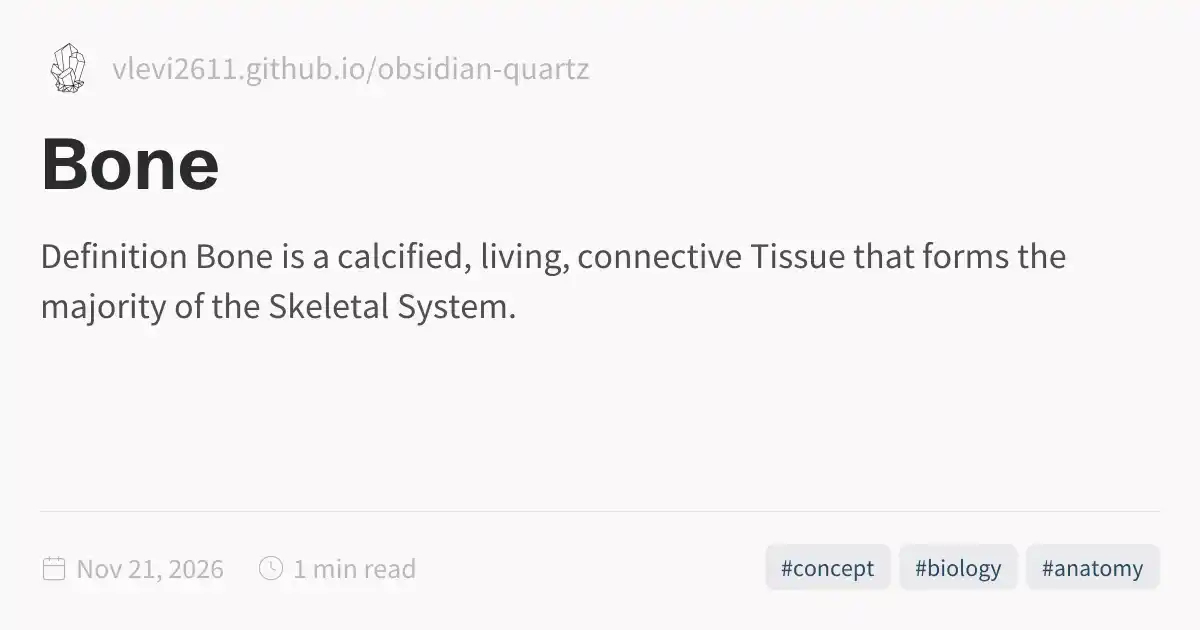 vlevi2611.github.io/obsidian-quartz
Bone
Definition Bone is a calcified, living, connective Tissue that forms the
majority of the Skeletal System.
Nov 21, 2026 1 min read #concept #biology #anatomy